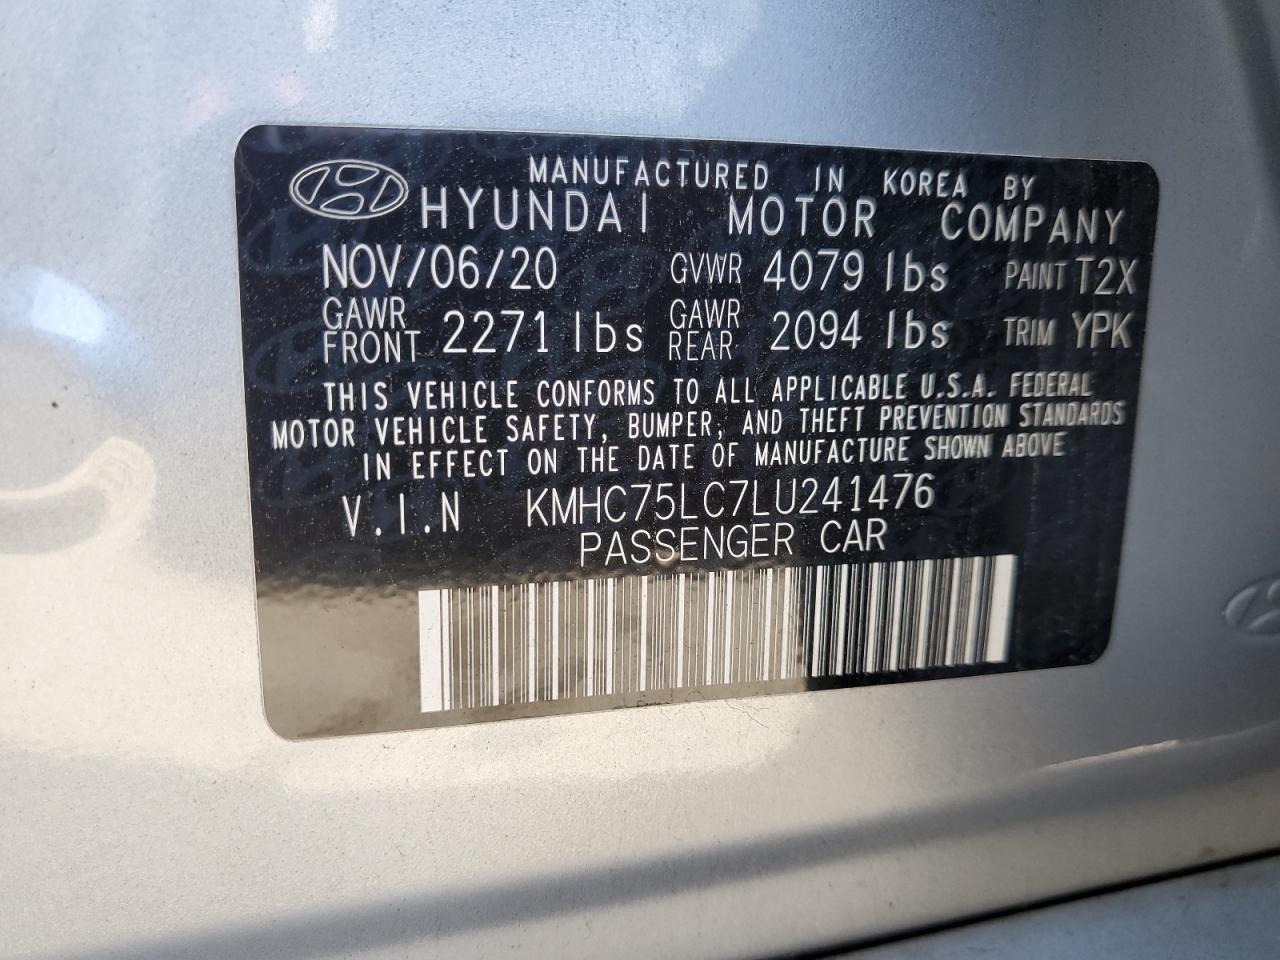 MANUFACTURED IN KOREA BY
HYUNDAI MOTOR COMPANY
NOV/06/20 GVWR 4079 lbs PAINT T2X
GAWR FRONT 2271 lbs GAWR REAR 2094 lbs TRIM YPK
THIS VEHICLE CONFORMS TO ALL APPLICABLE U.S.A. FEDERAL
MOTOR VEHICLE SAFETY, BUMPER, AND THEFT PREVENTION STANDARDS
IN EFFECT ON THE DATE OF MANUFACTURE SHOWN ABOVE
V.I.N KMHC75LC7LU241476
PASSENGER CAR